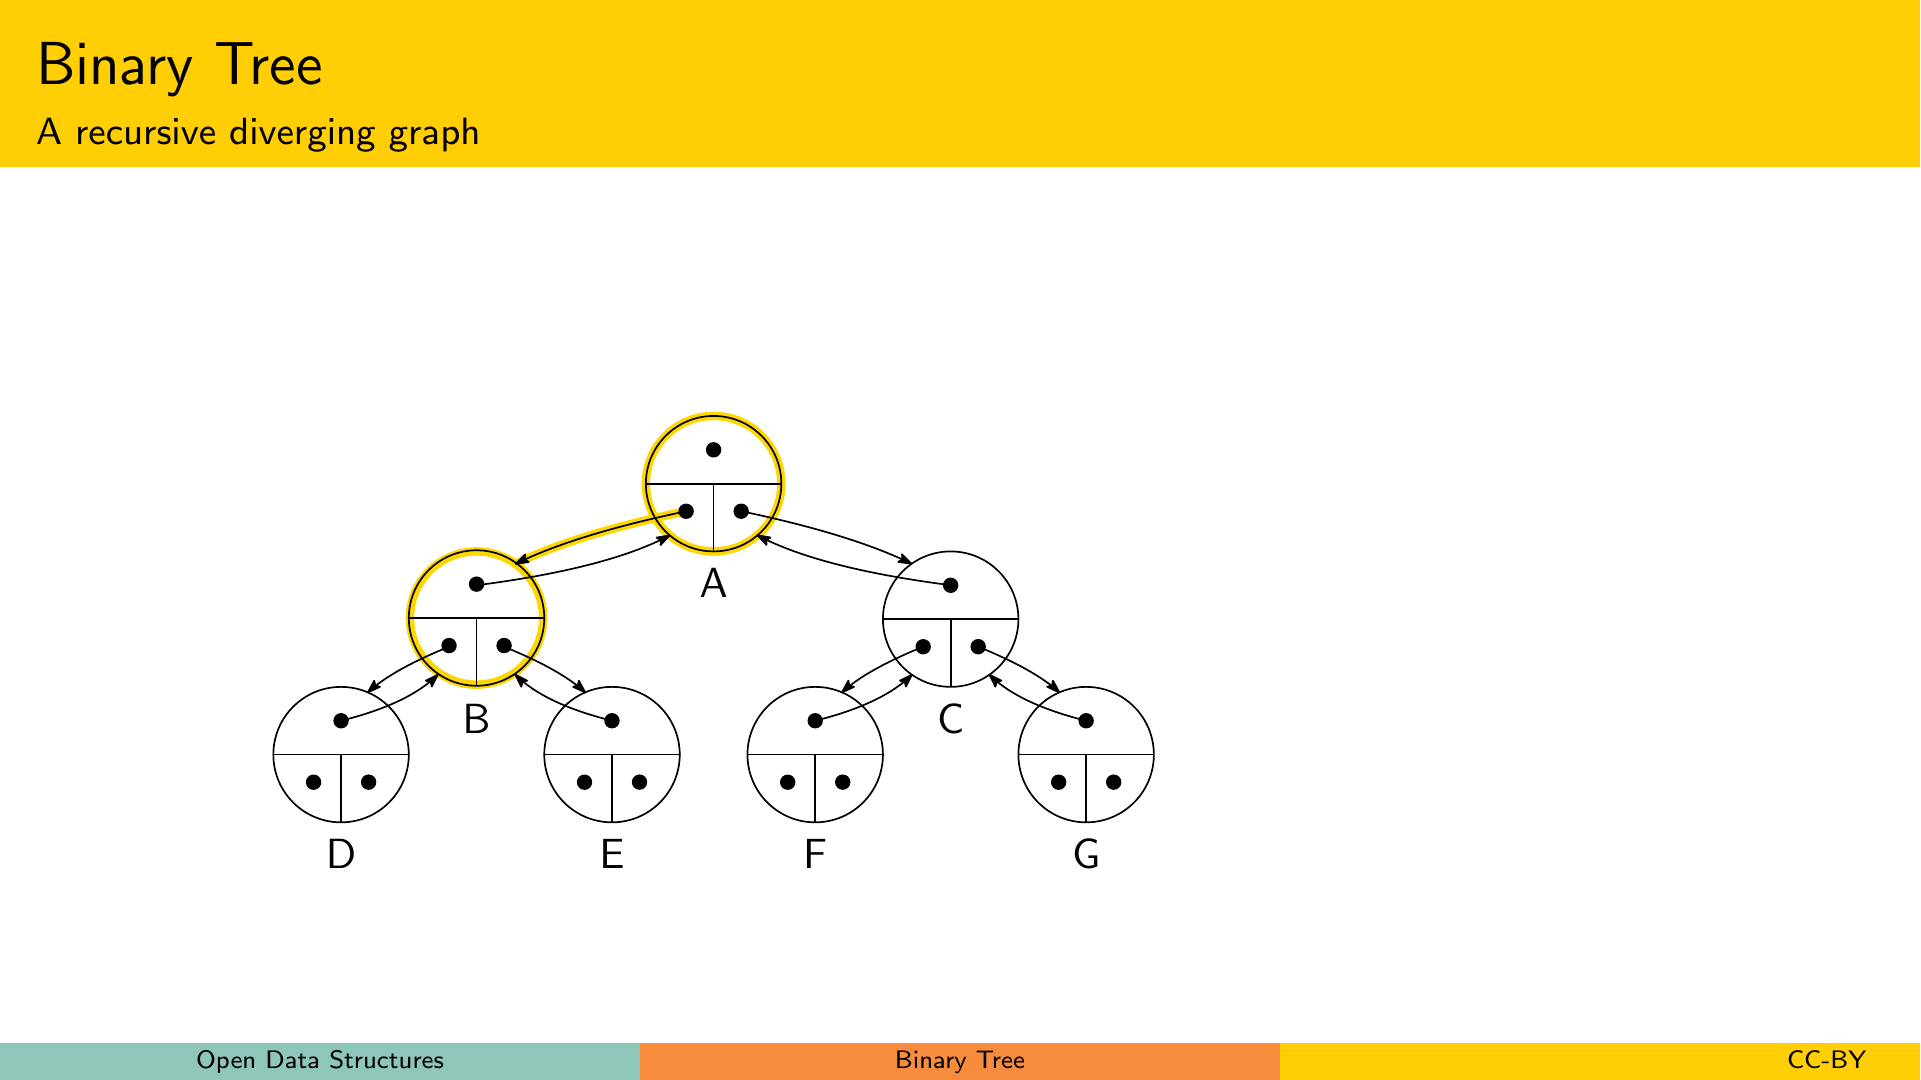 Binary Tree
A recursive diverging graph
A
B
C
D
E
F
G
Open Data Structures
Binary Tree
CC-BY